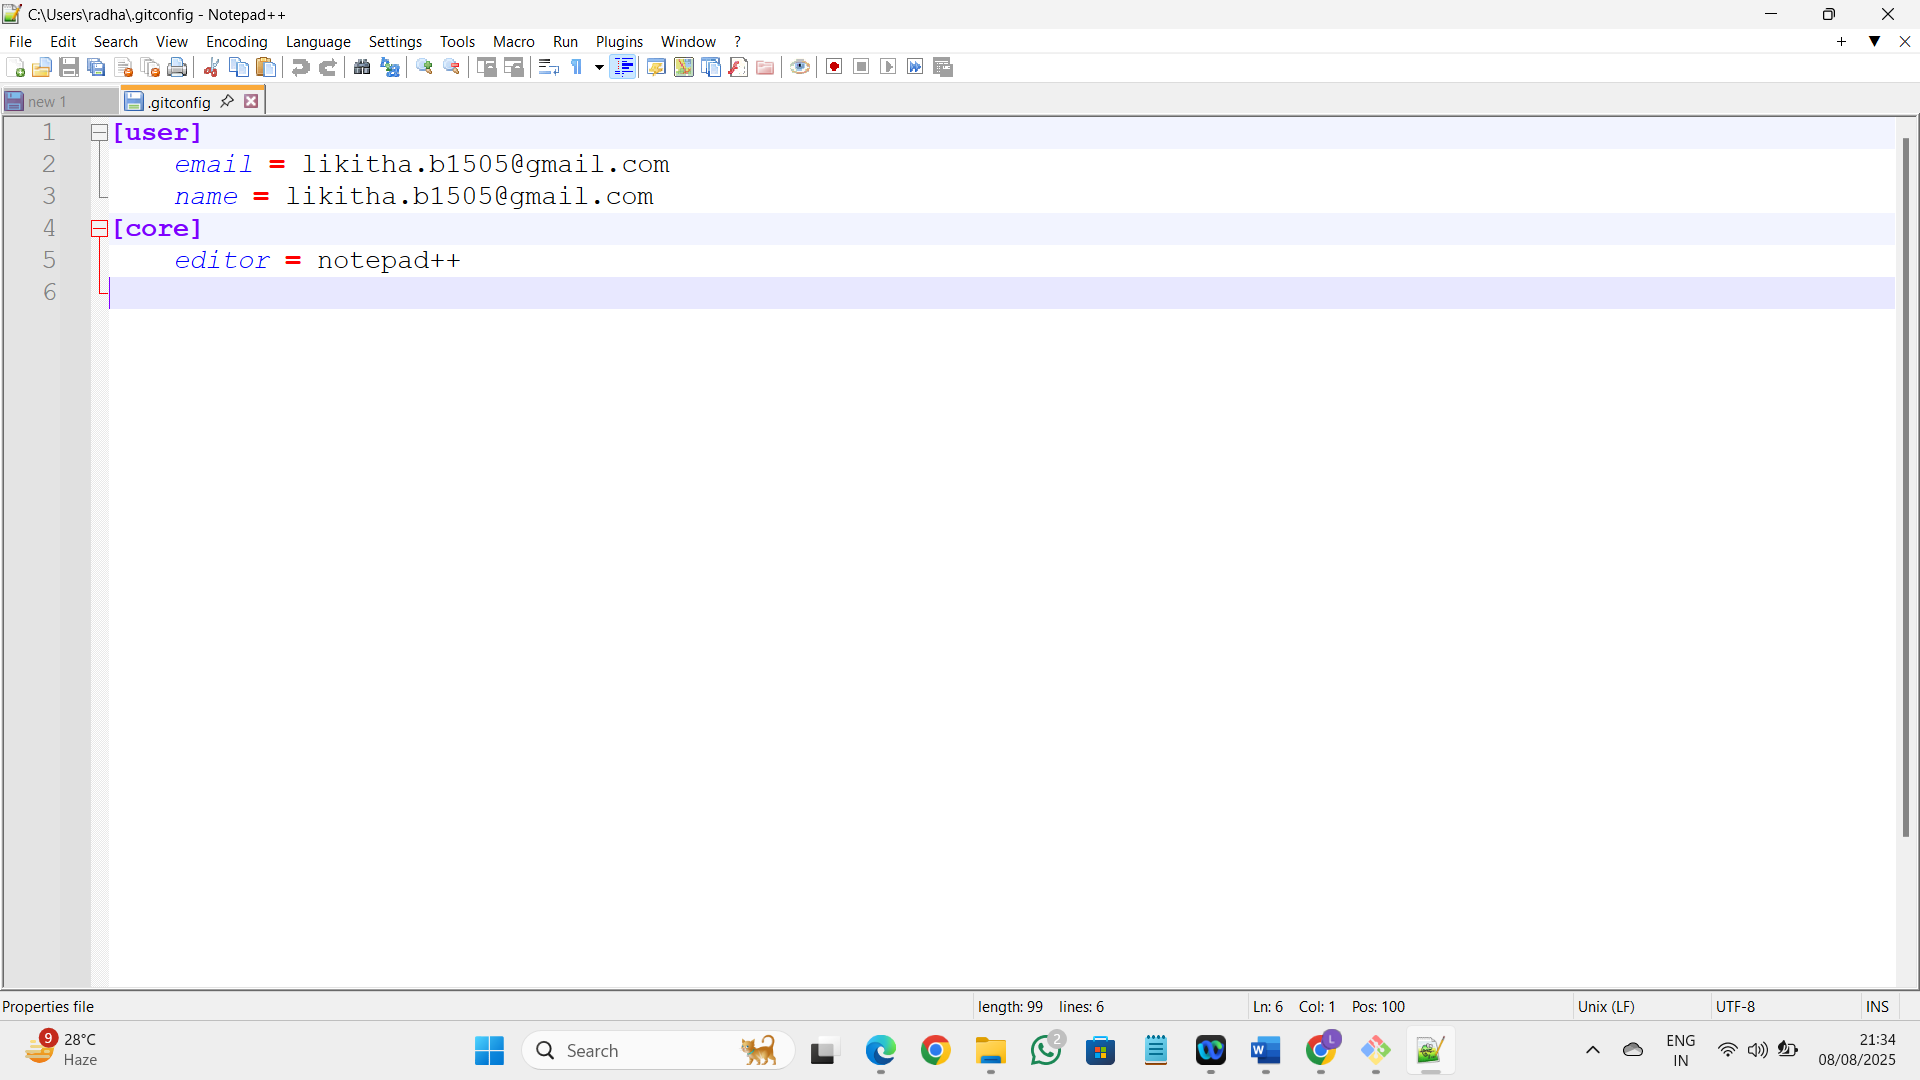 C:\Users\radha\.gitconfig - Notepad++
File Edit Search View Encoding Language Settings Tools Macro Run Plugins Window ?
new 1 .gitconfig
1 [user]
2 email = likitha.b1505@gmail.com
3 name = likitha.b1505@gmail.com
4 [core]
5 editor = notepad++
6
Properties file length: 99 lines: 6 Ln: 6 Col: 1 Pos: 100 Unix (LF) UTF-8 INS
9 28°C Haze
Search
2
L
ENG IN
21:34
08/08/2025